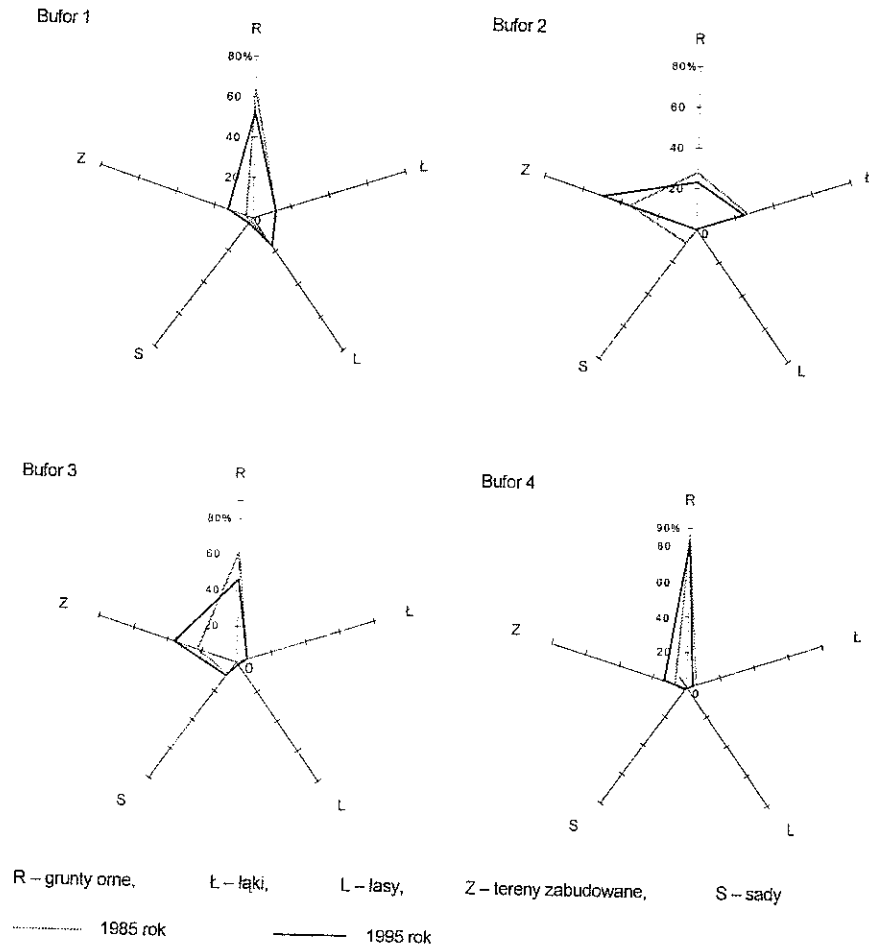 Bufor 1
R
80%
60
40
20
0
Z
Ł
S
L
Bufor 2
R
80%
60
40
20
0
Z
Ł
S
L
Bufor 3
R
80%
60
40
20
0
Z
Ł
S
L
Bufor 4
R
90%
80
60
40
20
0
Z
Ł
S
L
R – grunty orne, Ł – łąki, L – lasy, Z – tereny zabudowane, S – sady
1985 rok 1995 rok